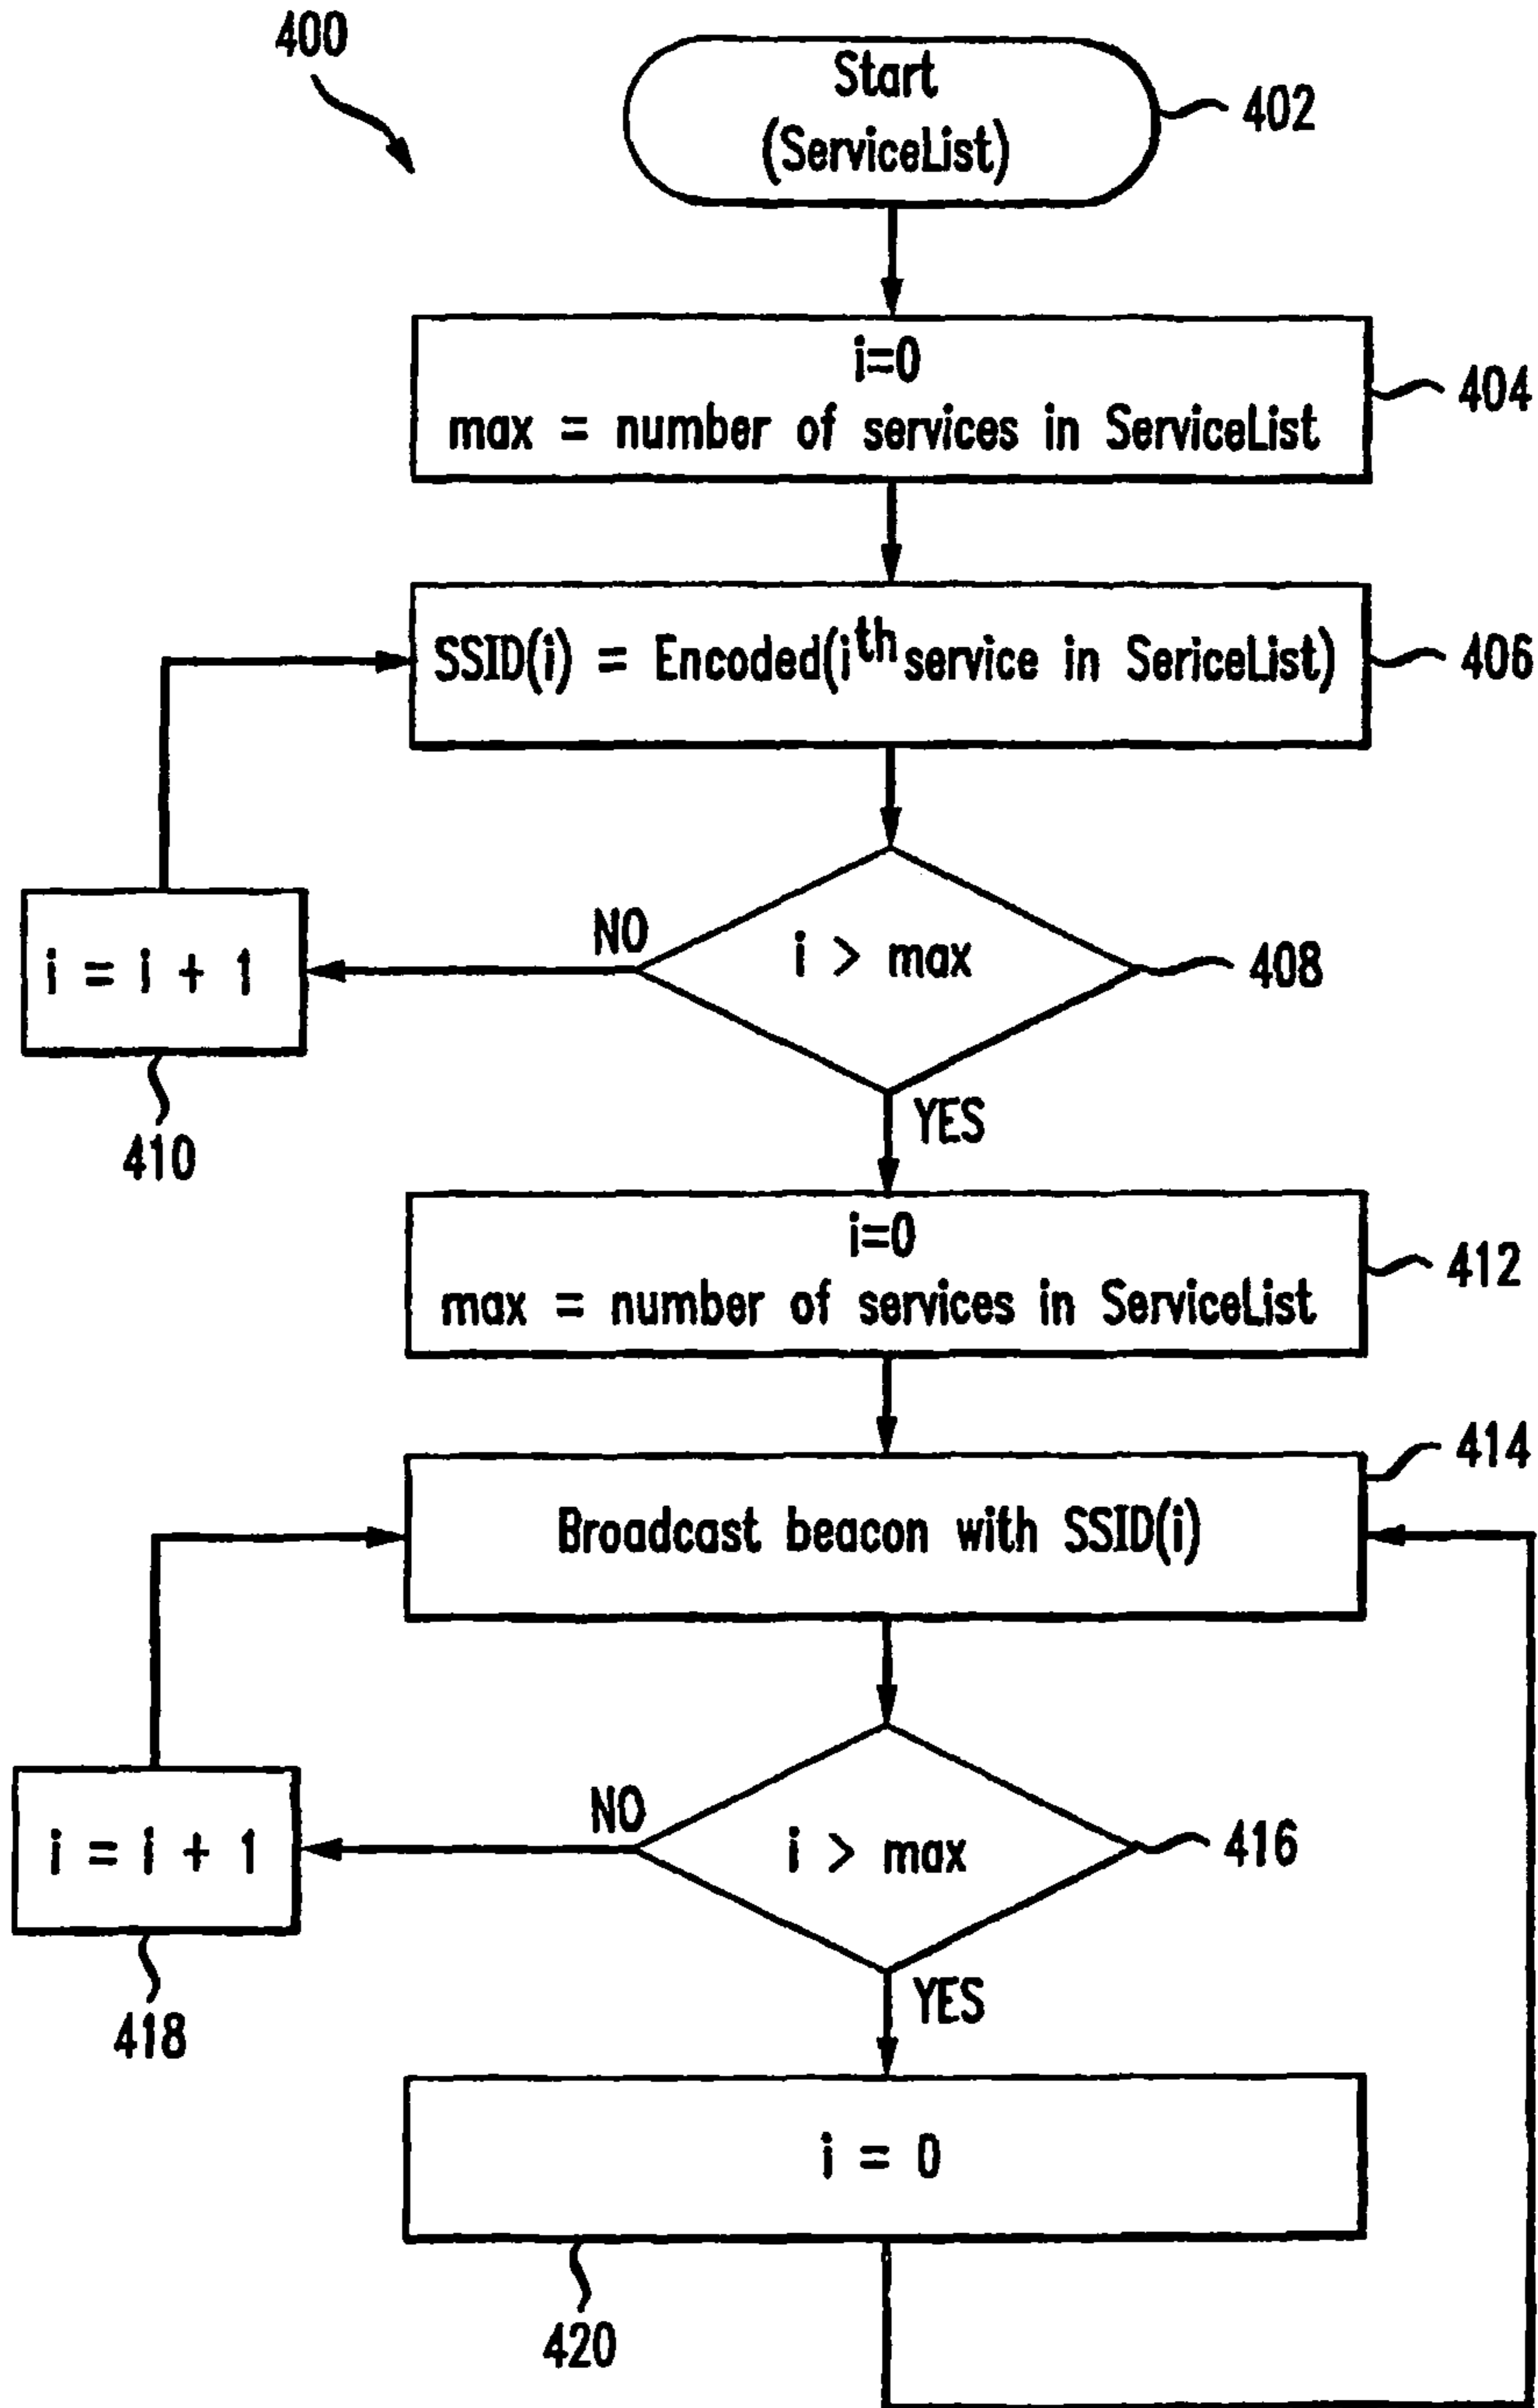 400
Start
(ServiceList)
402
i=0
max = number of services in ServiceList
404
SSID(i) = Encoded(ith service in SericeList)
406
i > max
408
NO
i = i + 1
410
YES
i=0
max = number of services in ServiceList
412
414
Broadcast beacon with SSID(i)
i > max
416
NO
i = i + 1
418
YES
i = 0
420